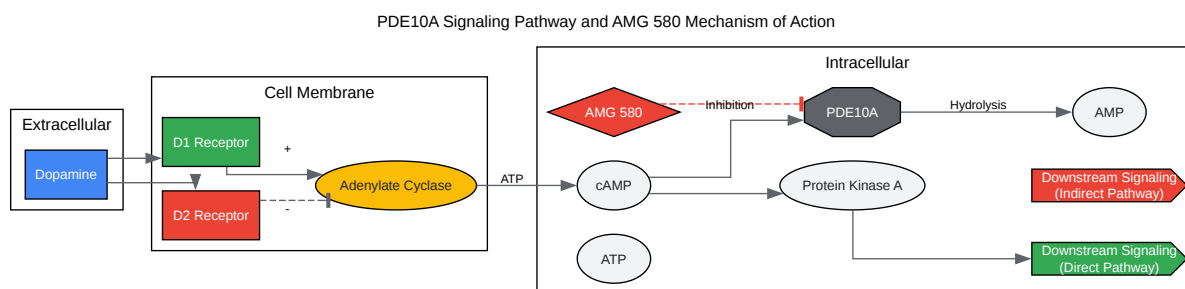 PDE10A Signaling Pathway and AMG 580 Mechanism of Action
Extracellular
Dopamine
Cell Membrane
D1 Receptor
D2 Receptor
+
-
Adenylate Cyclase
ATP
Intracellular
AMG 580
Inhibition
PDE10A
Hydrolysis
AMP
cAMP
Protein Kinase A
Downstream Signaling
(Indirect Pathway)
ATP
Downstream Signaling
(Direct Pathway)